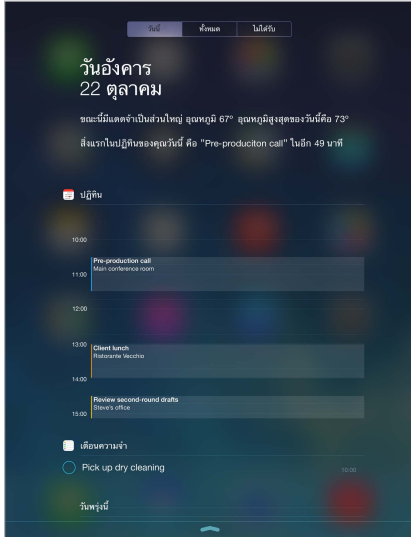 วันนี้ ทั้งหมด ไม่ได้รับ
วันอังคาร
22 ตุลาคม
ขณะนี้มีแดดจ้าเป็นส่วนใหญ่ อุณหภูมิ 67° อุณหภูมิสูงสุดของวันนี้คือ 73°
สิ่งแรกในปฏิทินของคุณวันนี้ คือ "Pre-produciton call" ในอีก 49 นาที
ปฏิทิน
10:00
Pre-production call
Main conference room
11:00
12:00
13:00
Client lunch
Ristorante Vecchio
14:00
Review second-round drafts
Steve's office
15:00
เตือนความจำ
Pick up dry cleaning
10:00
วันพรุ่งนี้